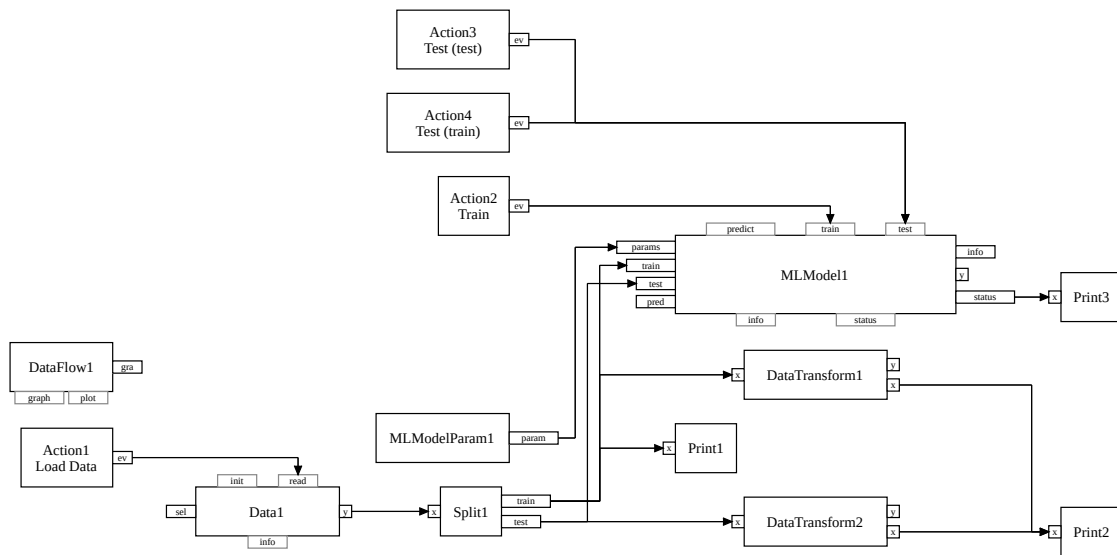 Action3
Test (test)
ev
Action4
Test (train)
ev
Action2
Train
ev
predict
train
test
params
train
test
pred
MLModel1
info
y
status
info
status
x
Print3
DataFlow1
gra
graph
plot
x
DataTransform1
y
x
Action1
Load Data
ev
MLModelParam1
param
x
Print1
init
read
sel
Data1
y
info
x
Split1
train
test
x
DataTransform2
y
x
x
Print2